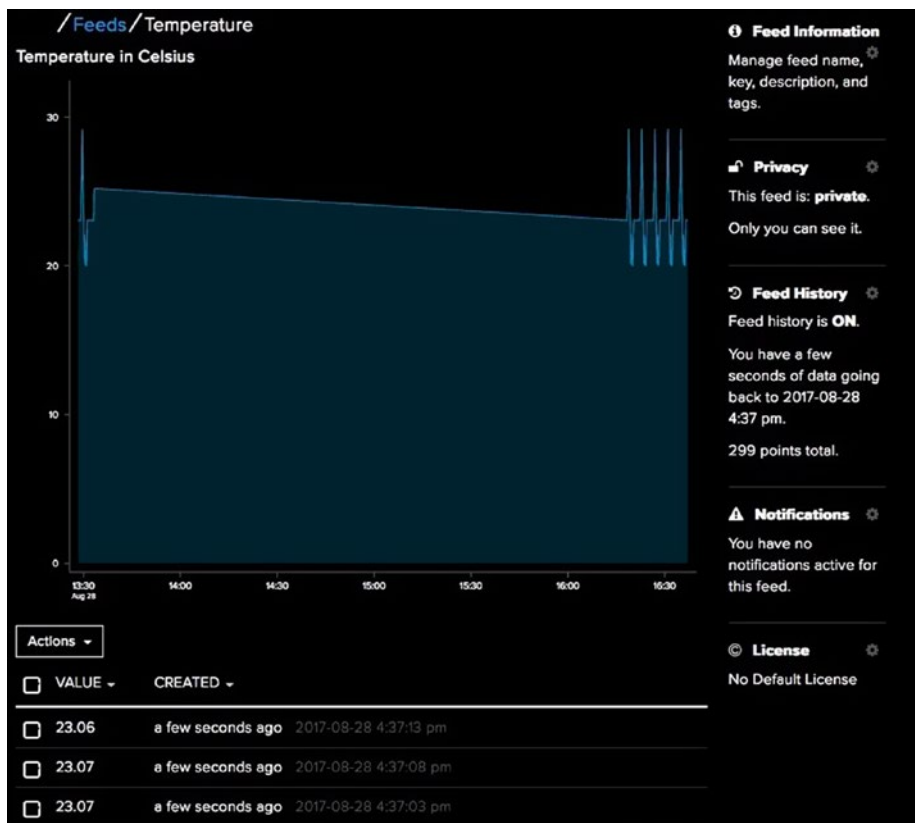 /Feeds/Temperature
Temperature in Celsius
30
20
10
0
13:30
Aug 28
14:00
14:30
15:00
15:30
16:00
16:30
Feed Information
Manage feed name,
key, description, and
tags.
Privacy
This feed is: private.
Only you can see it.
Feed History
Feed history is ON.
You have a few
seconds of data going
back to 2017-08-28
4:37 pm.
299 points total.
Notifications
You have no
notifications active for
this feed.
© License
No Default License
Actions
VALUE CREATED
23.06 a few seconds ago 2017-08-28 4:37:13 pm
23.07 a few seconds ago 2017-08-28 4:37:08 pm
23.07 a few seconds ago 2017-08-28 4:37:03 pm